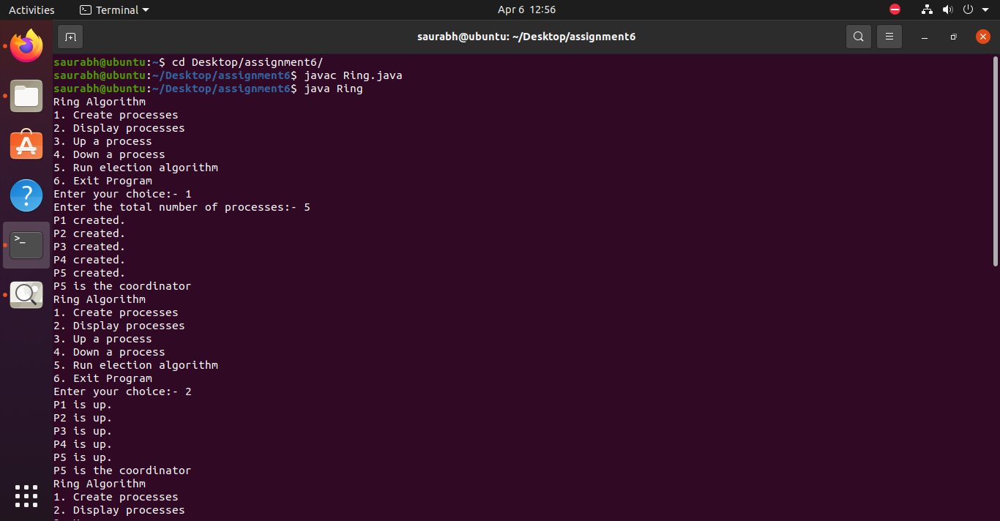 Activities
Terminal
Apr 6 12:56
saurabh@ubuntu: ~/Desktop/assignment6
saurabh@ubuntu:~$ cd Desktop/assignment6/
saurabh@ubuntu:~/Desktop/assignment6$ javac Ring.java
saurabh@ubuntu:~/Desktop/assignment6$ java Ring
Ring Algorithm
1. Create processes
2. Display processes
3. Up a process
4. Down a process
5. Run election algorithm
6. Exit Program
Enter your choice:- 1
Enter the total number of processes:- 5
P1 created.
P2 created.
P3 created.
P4 created.
P5 created.
P5 is the coordinator
Ring Algorithm
1. Create processes
2. Display processes
3. Up a process
4. Down a process
5. Run election algorithm
6. Exit Program
Enter your choice:- 2
P1 is up.
P2 is up.
P3 is up.
P4 is up.
P5 is up.
P5 is the coordinator
Ring Algorithm
1. Create processes
2. Display processes